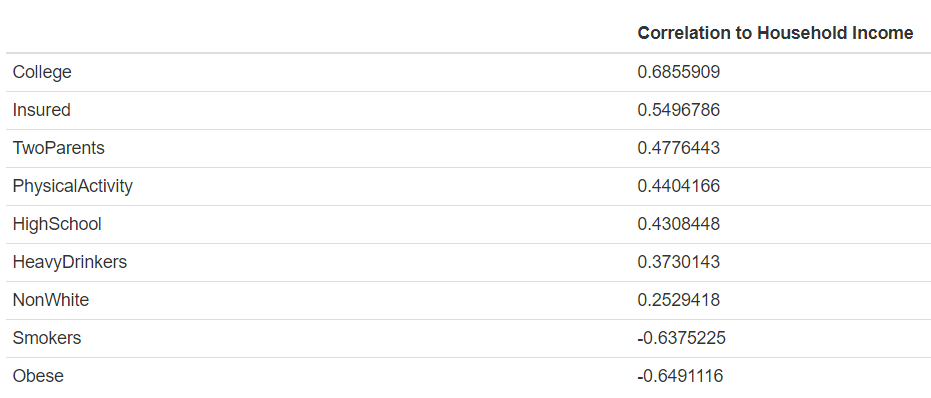 Correlation to Household Income
College 0.6855909
Insured 0.5496786
TwoParents 0.4776443
PhysicalActivity 0.4404166
HighSchool 0.4308448
HeavyDrinkers 0.3730143
NonWhite 0.2529418
Smokers -0.6375225
Obese -0.6491116